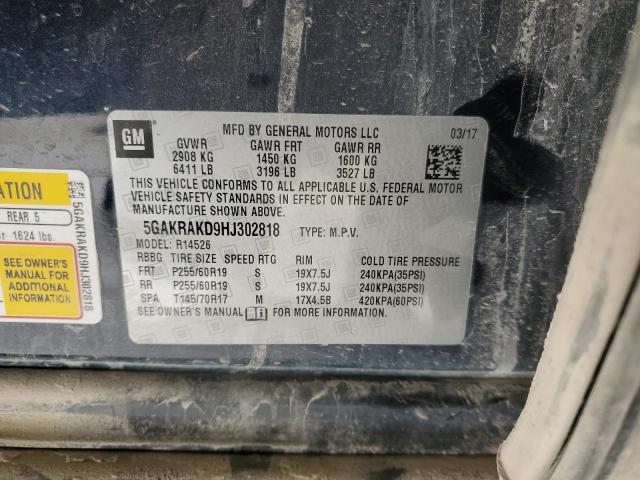 GM
MFD BY GENERAL MOTORS LLC 03/17
GVWR GAWR FRT GAWR RR
2908 KG 1450 KG 1600 KG
6411 LB 3196 LB 3527 LB
THIS VEHICLE CONFORMS TO ALL APPLICABLE U.S. FEDERAL MOTOR
VEHICLE SAFETY STANDARDS IN EFFECT ON THE DATE OF
MANUFACTURE SHOWN ABOVE.
5GAKRAKD9HJ302818 TYPE: M.P.V.
MODEL: R14526
RBBG TIRE SIZE SPEED RTG RIM COLD TIRE PRESSURE
FRT P255/60R19 S 19X7.5J 240KPA(35PSI)
RR P255/60R19 S 19X7.5J 240KPA(35PSI)
SPA T145/70R17 M 17X4.5B 420KPA(60PSI)
SEE OWNER'S MANUAL FOR MORE INFORMATION.
ATION
REAR 5
1624 lbs.
SEE OWNER'S
MANUAL FOR
ADDITIONAL
INFORMATION
5GAKRAKD9HJ302818